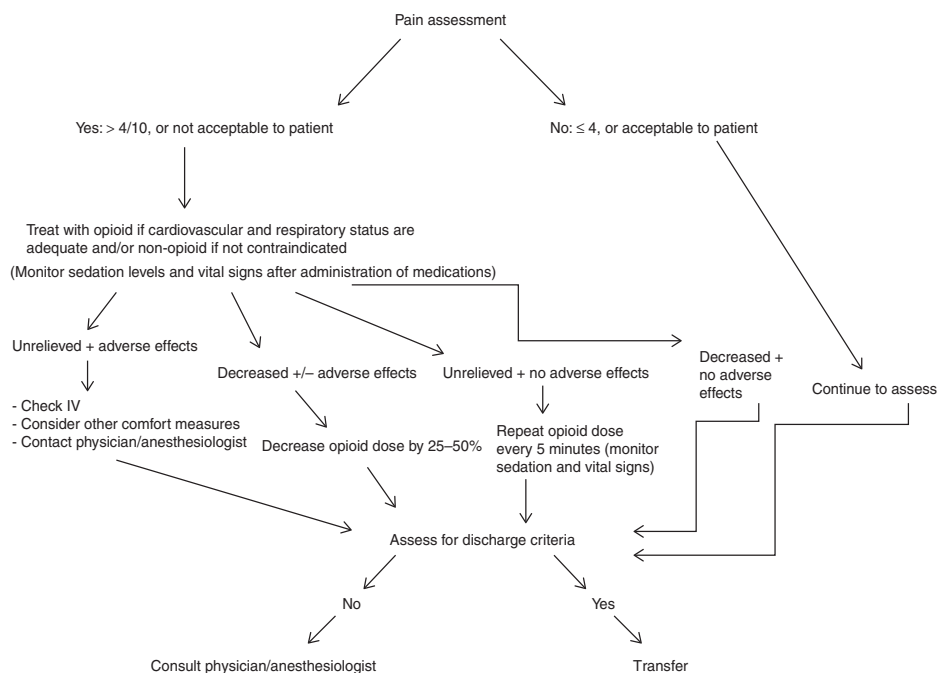 Pain assessment
Yes: > 4/10, or not acceptable to patient
No: ≤ 4, or acceptable to patient
Treat with opioid if cardiovascular and respiratory status are
adequate and/or non-opioid if not contraindicated
(Monitor sedation levels and vital signs after administration of medications)
Unrelieved + adverse effects
Decreased +/– adverse effects
Unrelieved + no adverse effects
Decreased +
no adverse
effects
Continue to assess
- Check IV
- Consider other comfort measures
- Contact physician/anesthesiologist
Decrease opioid dose by 25–50%
Repeat opioid dose
every 5 minutes (monitor
sedation and vital signs)
Assess for discharge criteria
No
Yes
Consult physician/anesthesiologist
Transfer